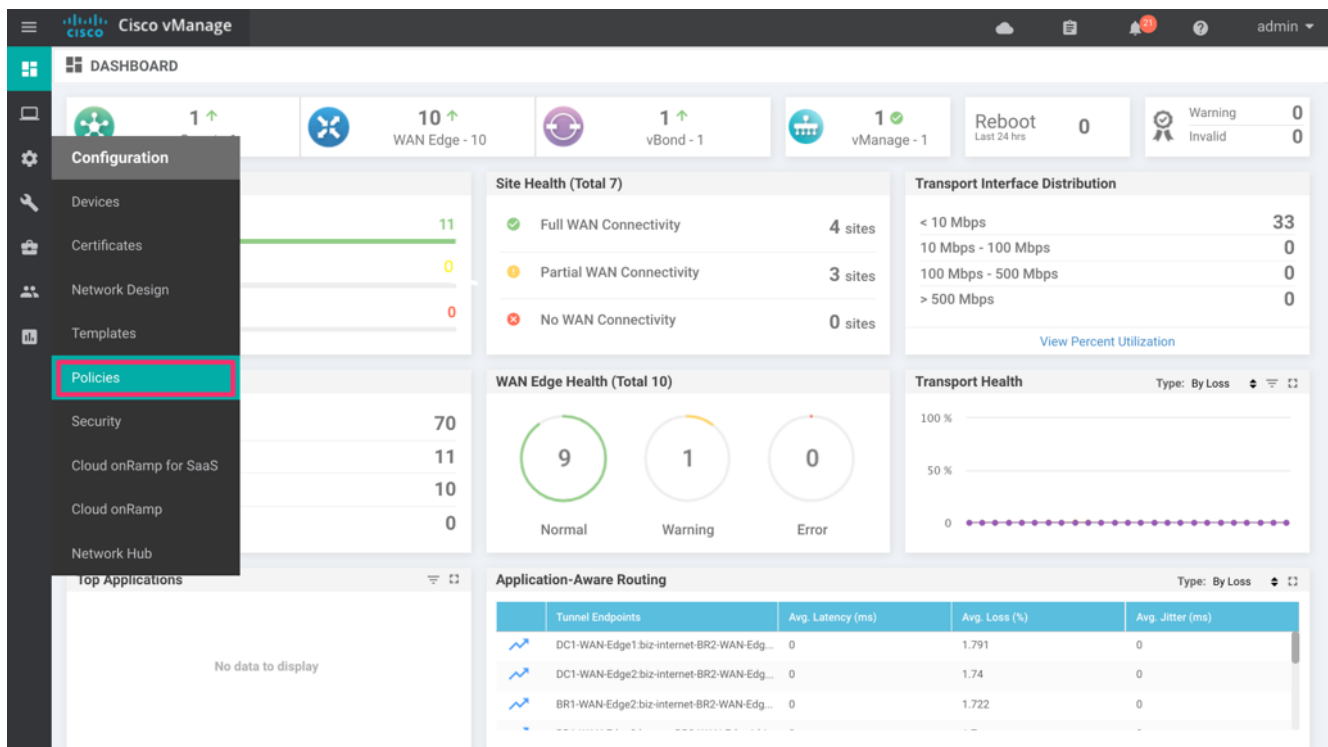 cisco Cisco vManage 21 admin
DASHBOARD
1
10
WAN Edge - 10
1
vBond - 1
1
vManage - 1
Reboot
Last 24 hrs
0
Warning 0
Invalid 0
Configuration
Devices
Certificates
Network Design
Templates
Policies
Security
Cloud onRamp for SaaS
Cloud onRamp
Network Hub
11
0
0
Site Health (Total 7)
Full WAN Connectivity 4 sites
Partial WAN Connectivity 3 sites
No WAN Connectivity 0 sites
Transport Interface Distribution
< 10 Mbps 33
10 Mbps - 100 Mbps 0
100 Mbps - 500 Mbps 0
> 500 Mbps 0
View Percent Utilization
70
11
10
0
WAN Edge Health (Total 10)
9 1 0
Normal Warning Error
Transport Health Type: By Loss
100 %
50 %
0
Top Applications
No data to display
Application-Aware Routing Type: By Loss
Tunnel Endpoints Avg. Latency (ms) Avg. Loss (%) Avg. Jitter (ms)
DC1-WAN-Edge1:biz-internet-BR2-WAN-Edg... 0 1.791 0
DC1-WAN-Edge2:biz-internet-BR2-WAN-Edg... 0 1.74 0
BR1-WAN-Edge2:biz-internet-BR2-WAN-Edg... 0 1.722 0